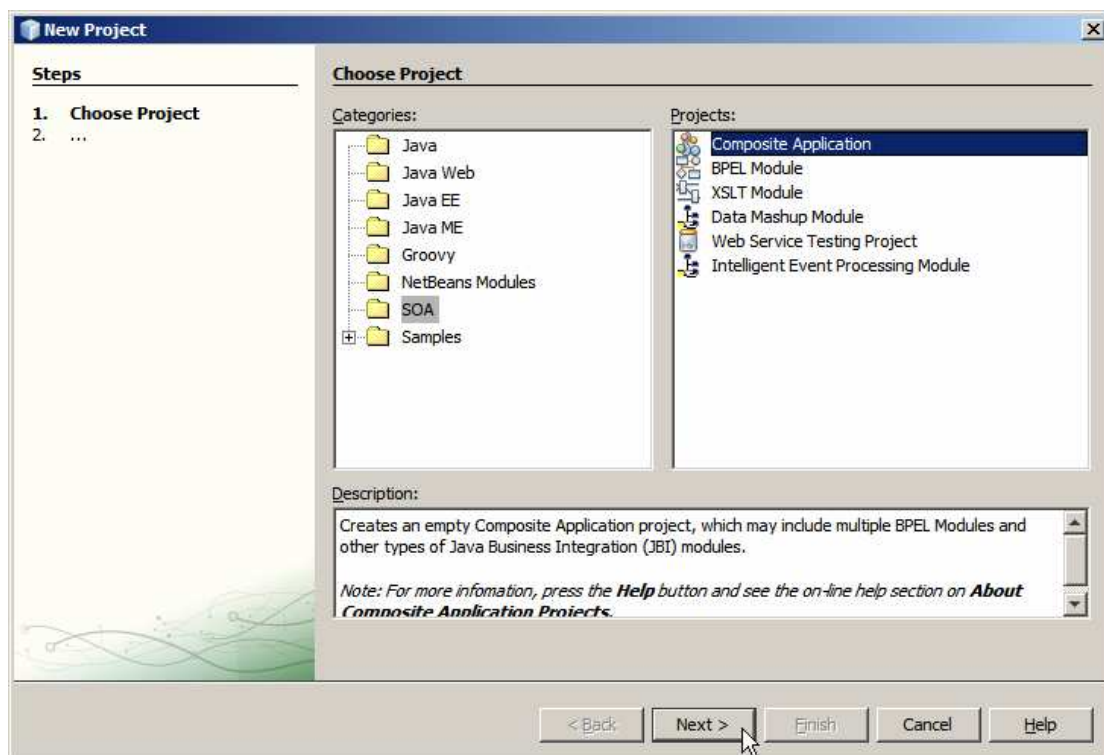 New Project
Steps
1. Choose Project
2. ...
Choose Project
Categories:
Java
Java Web
Java EE
Java ME
Groovy
NetBeans Modules
SOA
Samples
Projects:
Composite Application
BPEL Module
XSLT Module
Data Mashup Module
Web Service Testing Project
Intelligent Event Processing Module
Description:
Creates an empty Composite Application project, which may include multiple BPEL Modules and
other types of Java Business Integration (JBI) modules.
Note: For more infomation, press the Help button and see the on-line help section on About
Composite Application Projects.
< Back
Next >
Finish
Cancel
Help